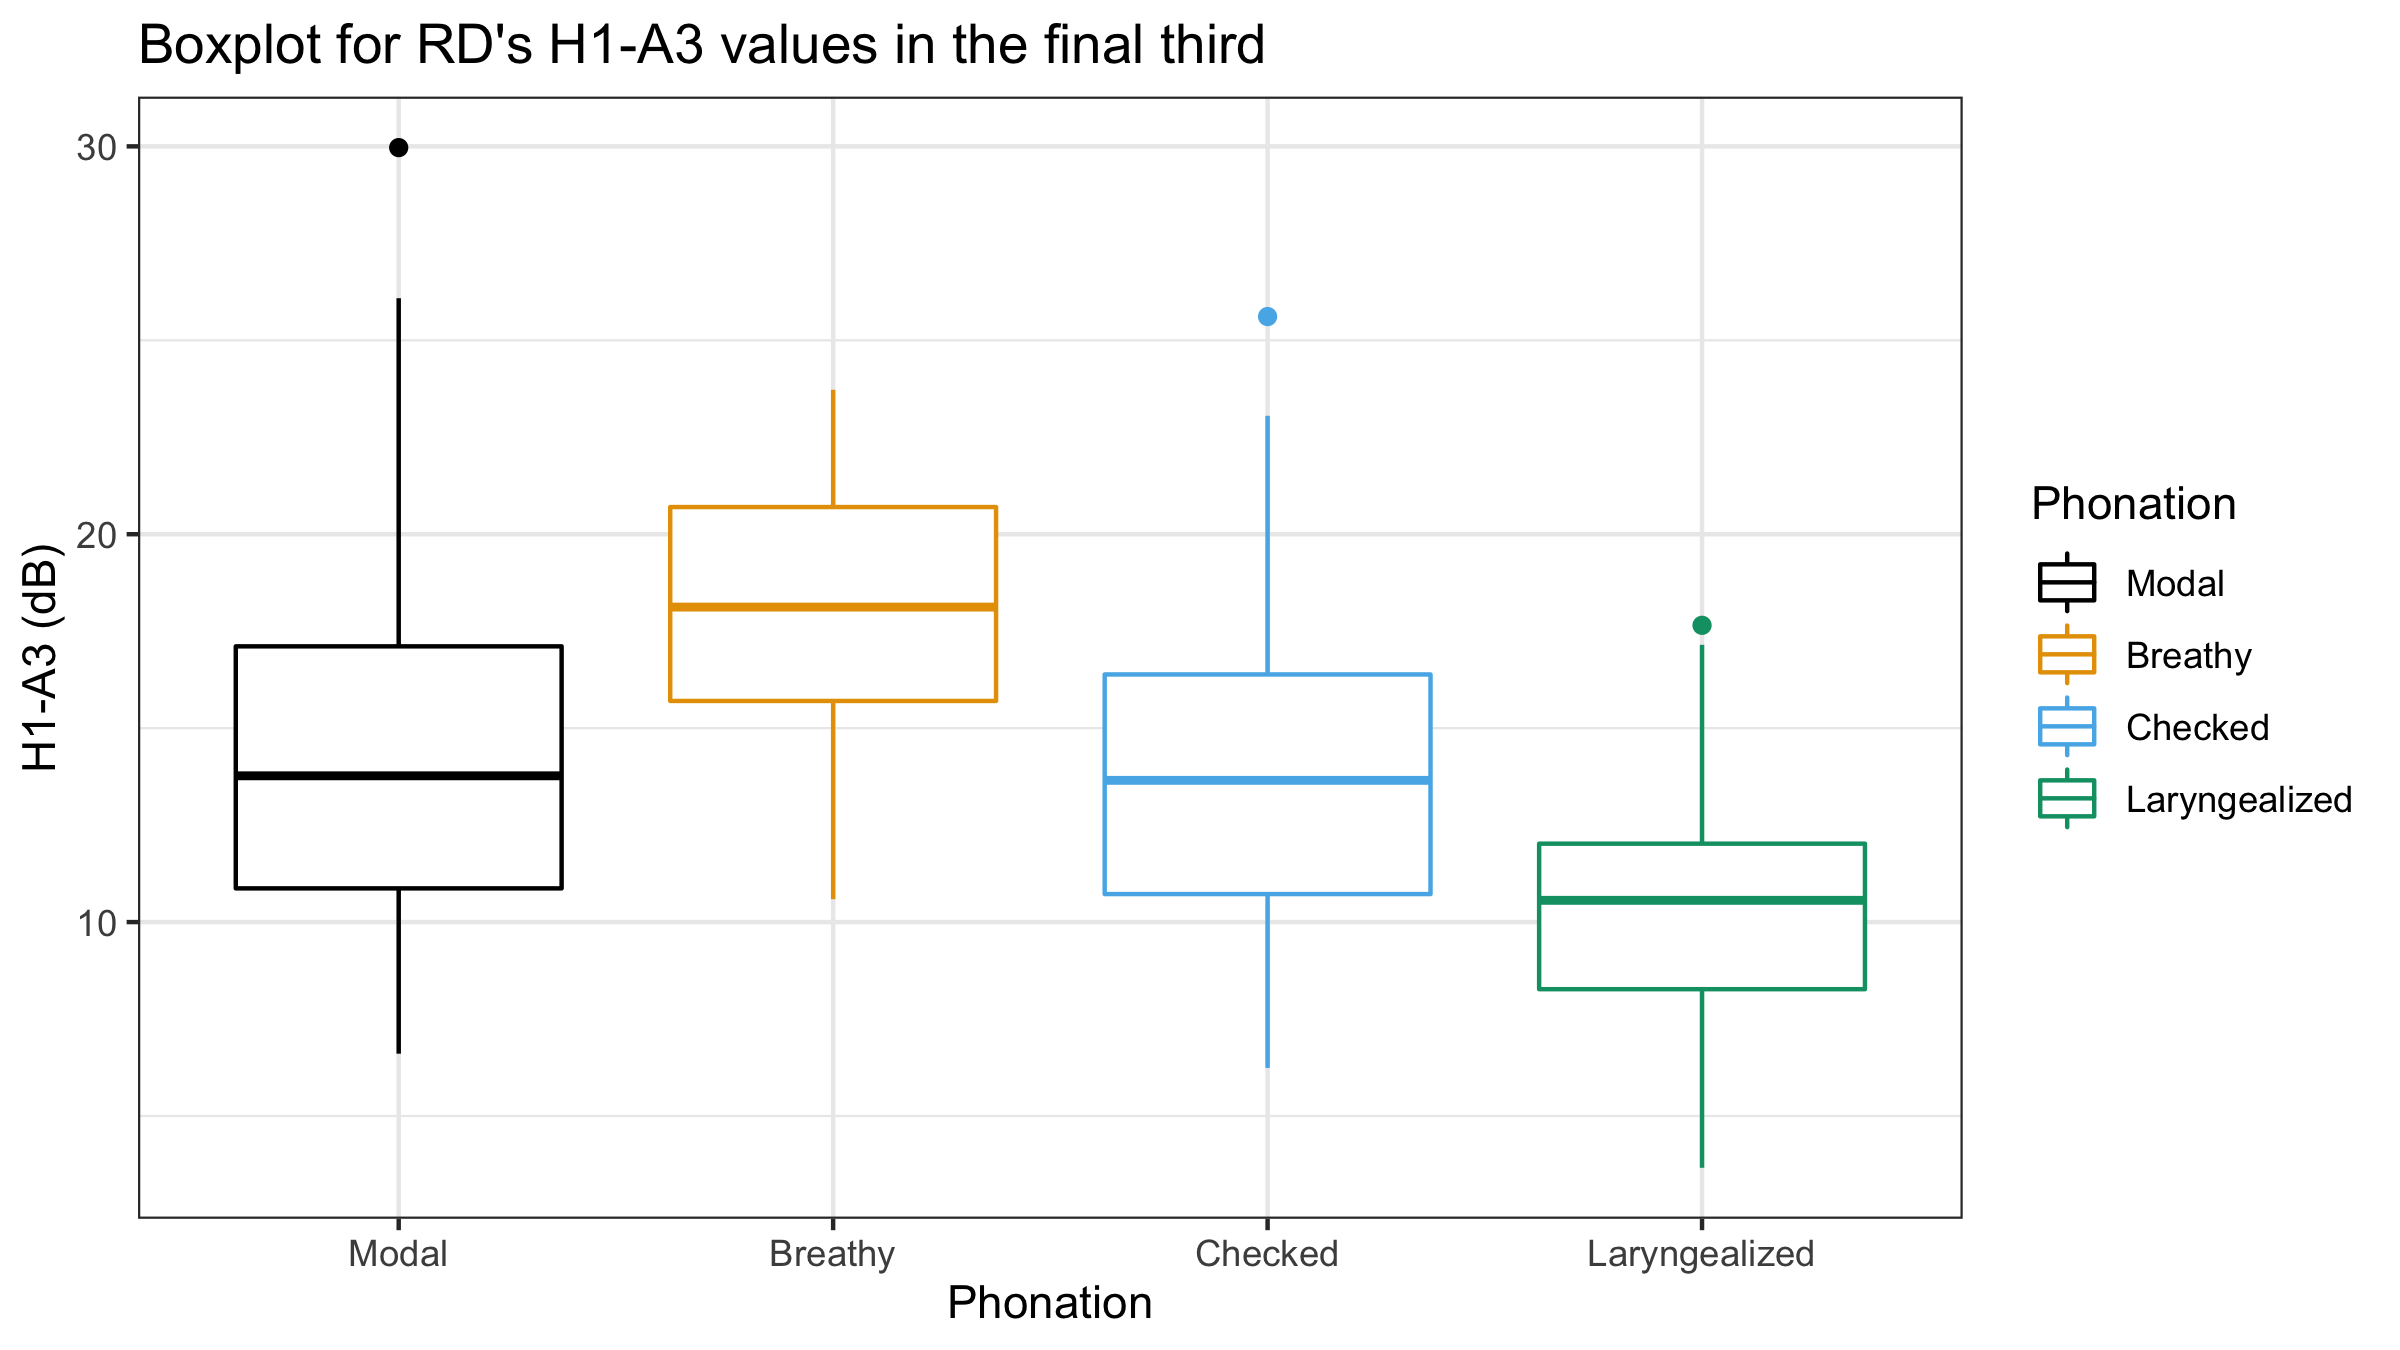 Boxplot for RD's H1-A3 values in the final third
H1-A3 (dB)
30
20
10
Modal
Breathy
Checked
Laryngealized
Phonation
Phonation
Modal
Breathy
Checked
Laryngealized